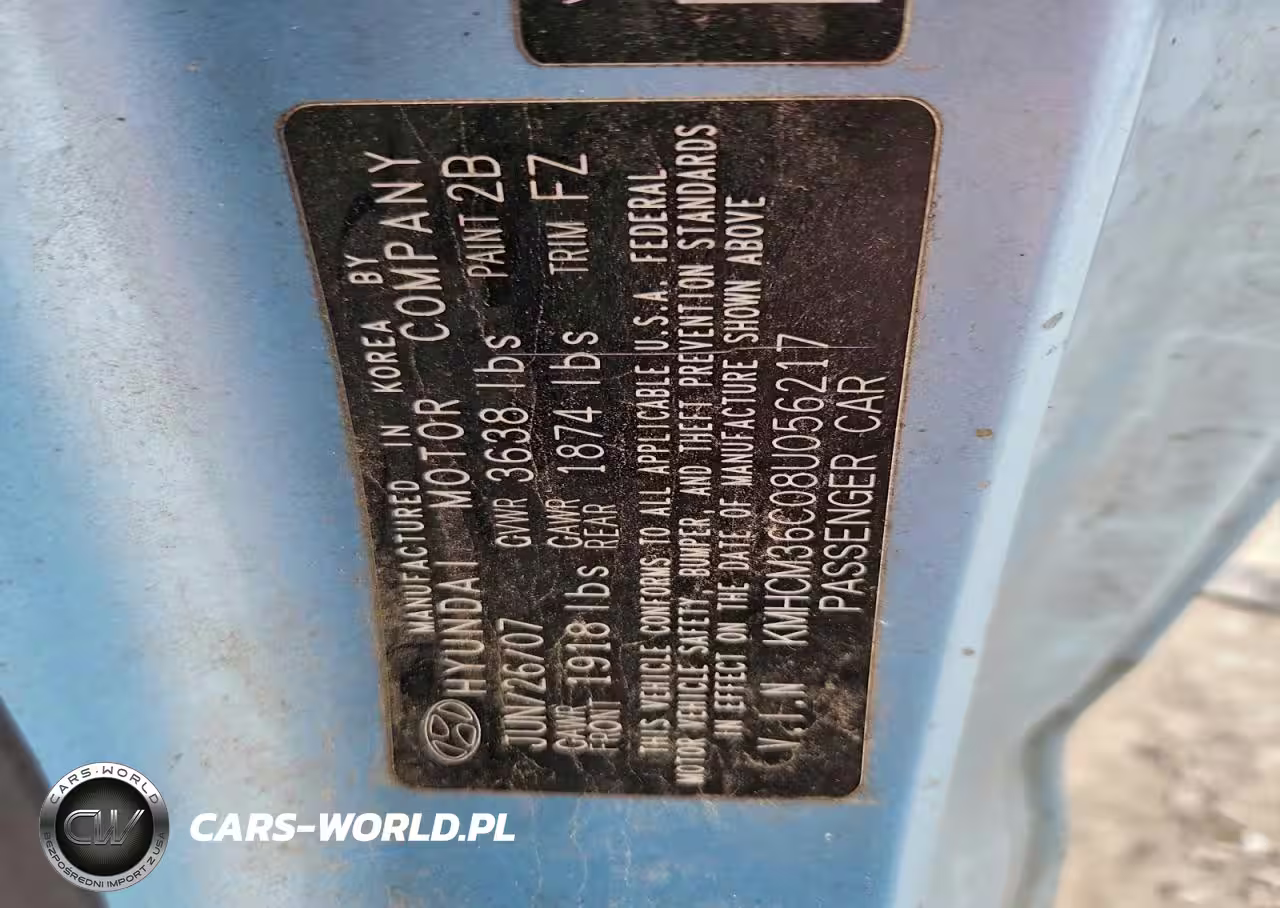 MANUFACTURED IN KOREA BY
HYUNDAI MOTOR COMPANY
JUN/26/07 GVWR 3638 lbs PAINT 2B
GAWR FRONT 1918 lbs GAWR REAR 1874 lbs TRIM FZ
THIS VEHICLE CONFORMS TO ALL APPLICABLE U.S.A. FEDERAL
MOTOR VEHICLE SAFETY, BUMPER, AND THEFT PREVENTION STANDARDS
IN EFFECT ON THE DATE OF MANUFACTURE SHOWN ABOVE
(V.I.N KMHCM36C08U056217
PASSENGER CAR
CARS-WORLD
CW
BEZPOŚREDNI IMPORT Z USA
CARS-WORLD.PL